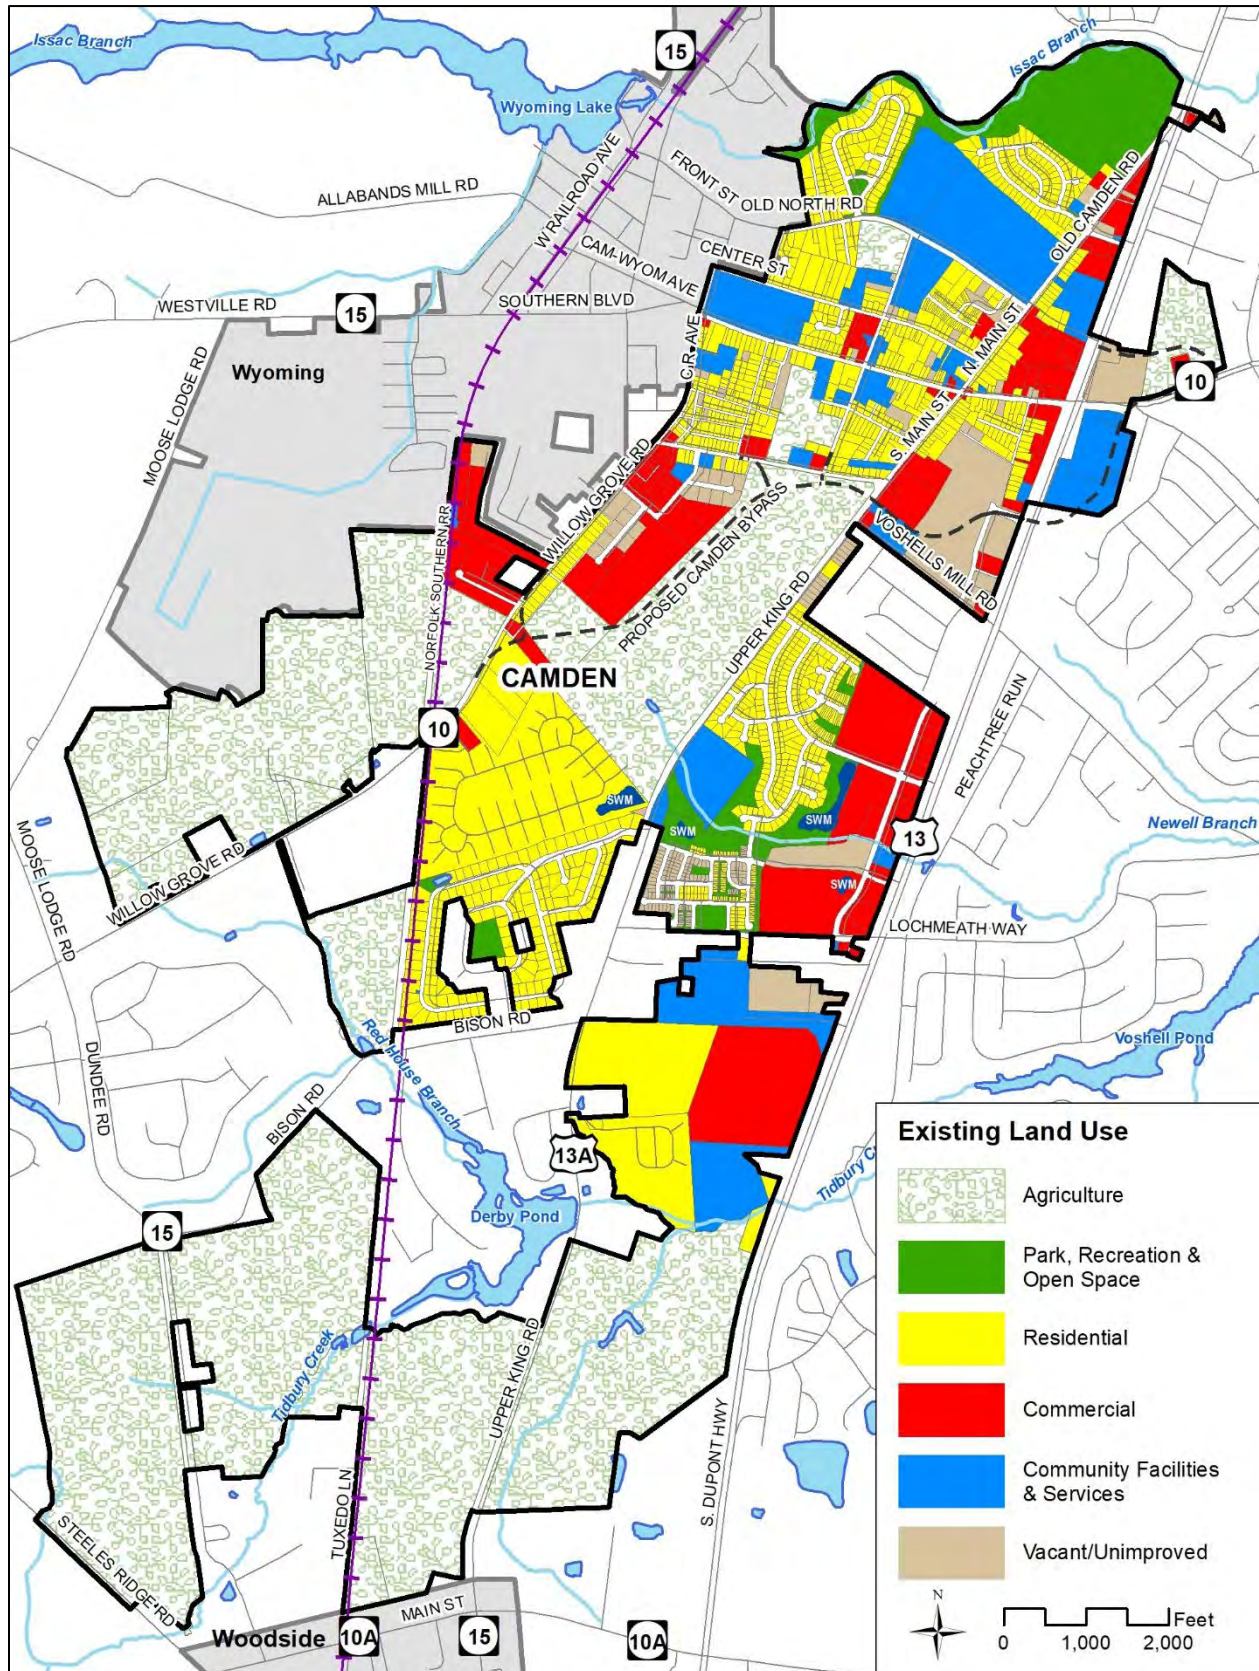 Issac Branch
15
Issac Branch
Wyoming Lake
W RAILROAD AVE
FRONT ST
OLD NORTH RD
ALLABANDS MILL RD
OLD CAMDEN RD
CENTER ST
CAM-WYOM AVE
WESTVILLE RD
15
SOUTHERN BLVD
N. MAIN ST
C.R. AVE
Wyoming
10
MOOSE LODGE RD
S. MAIN ST
WILLOW GROVE RD
PROPOSED CAMDEN BYPASS
VOSHELLS MILL RD
NORFOLK SOUTHERN RR
UPPER KING RD
CAMDEN
10
PEACHTREE RUN
SWM
SWM
SWM
13
Newell Branch
SWM
MOOSE LODGE RD
WILLOW GROVE RD
LOCHMEATH WAY
BISON RD
Red House Branch
DUNDEE RD
Voshell Pond
BISON RD
13A
Tidbury C
15
Derby Pond
Tidbury Creek
UPPER KING RD
S. DUPONT HWY
TUXEDO LN
STEELES RIDGE RD
MAIN ST
Woodside
10A
15
10A
Existing Land Use
Agriculture
Park, Recreation &
Open Space
Residential
Commercial
Community Facilities
& Services
Vacant/Unimproved
N
Feet
0 1,000 2,000